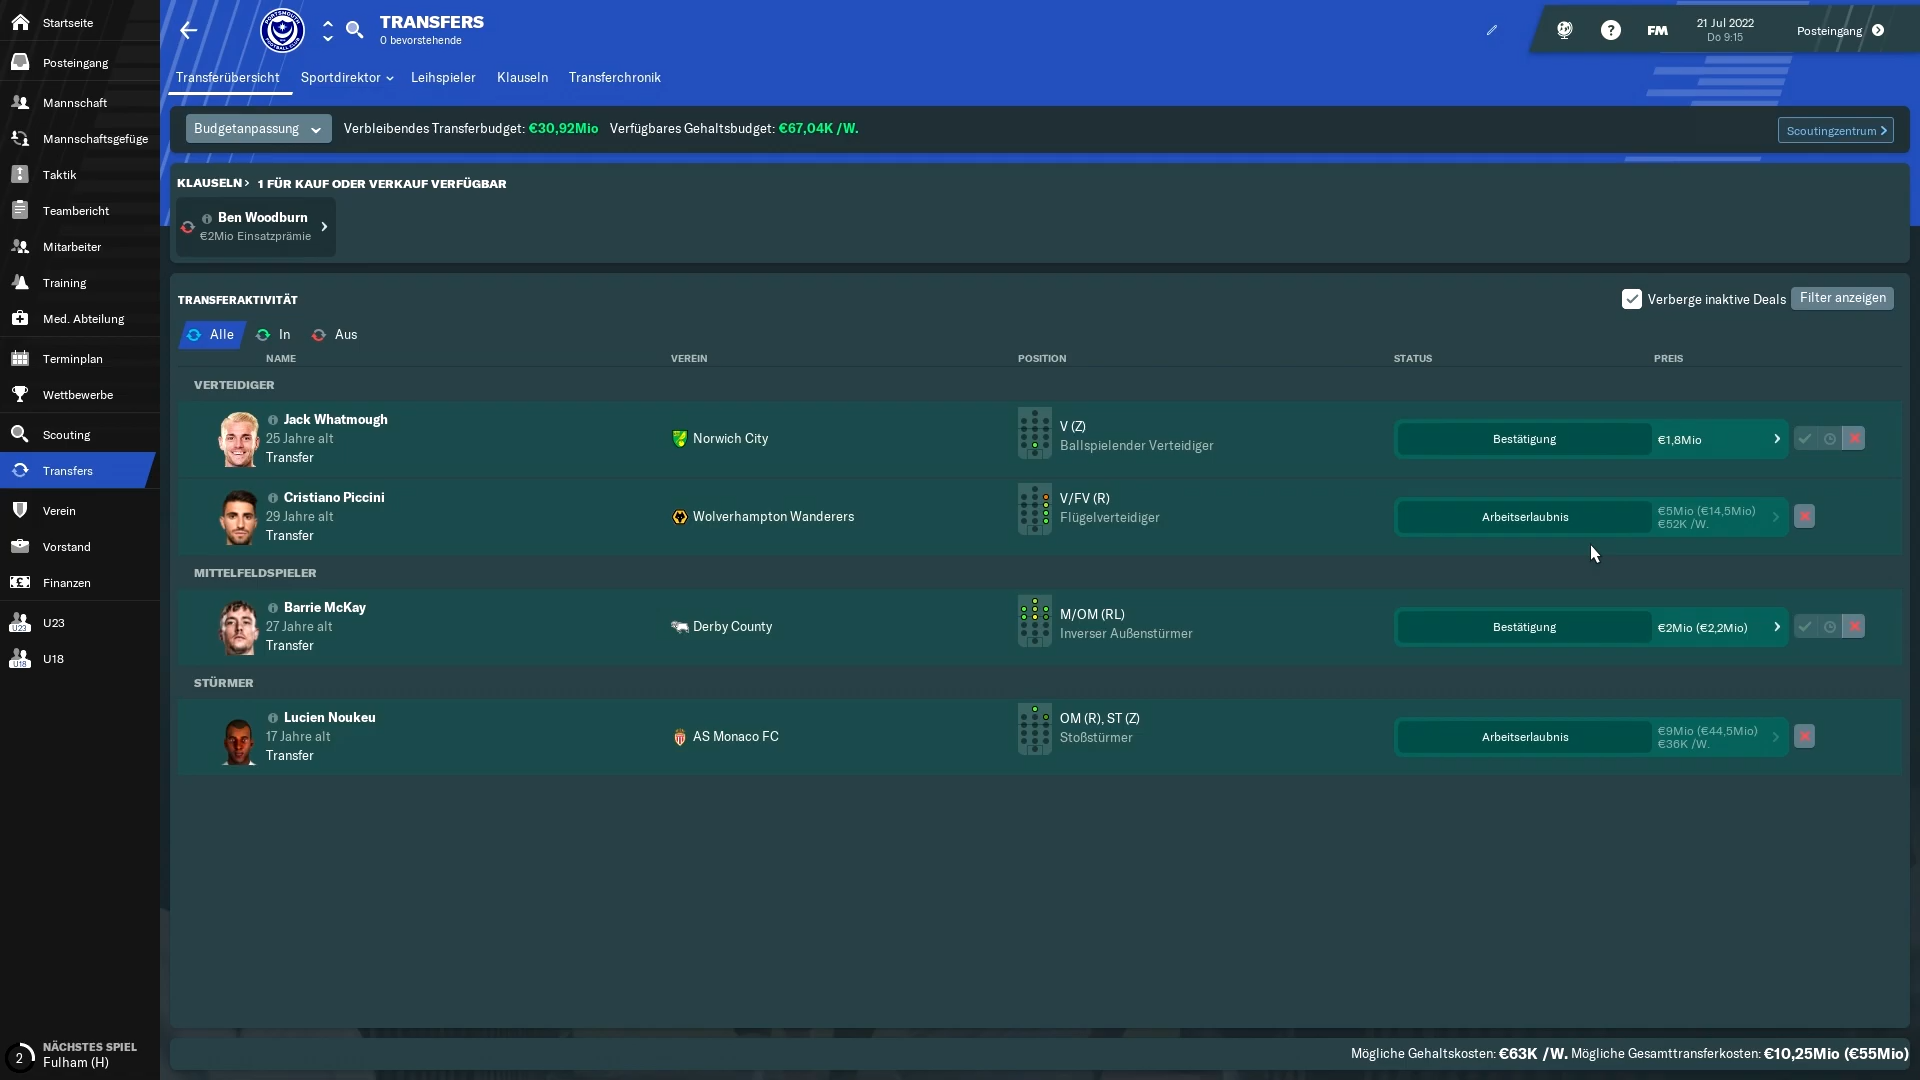 Startseite
Posteingang
Mannschaft
Mannschaftsgefüge
Taktik
Teambericht
Mitarbeiter
Training
Med. Abteilung
Terminplan
Wettbewerbe
Scouting
Transfers
Verein
Vorstand
Finanzen
U23
U23
U18
U18
2
NÄCHSTES SPIEL
Fulham (H)
TRANSFERS
0 bevorstehende
?
FM
21 Jul 2022
Do 9:15
Posteingang
Transferübersicht Sportdirektor Leihspieler Klauseln Transferchronik
Budgetanpassung Verbleibendes Transferbudget: €30,92Mio Verfügbares Gehaltsbudget: €67,04K /W. Scoutingzentrum
KLAUSELN 1 FÜR KAUF ODER VERKAUF VERFÜGBAR
Ben Woodburn
€2Mio Einsatzprämie
TRANSFERAKTIVITÄT
Verberge inaktive Deals Filter anzeigen
Alle In Aus
NAME VEREIN POSITION STATUS PREIS
VERTEIDIGER
Jack Whatmough
25 Jahre alt
Transfer
Norwich City
V (Z)
Ballspielender Verteidiger
Bestätigung
€1,8Mio
Cristiano Piccini
29 Jahre alt
Transfer
Wolverhampton Wanderers
V/FV (R)
Flügelverteidiger
Arbeitserlaubnis
€5Mio (€14,5Mio)
€52K /W.
MITTELFELDSPIELER
Barrie McKay
27 Jahre alt
Transfer
Derby County
M/OM (RL)
Inverser Außenstürmer
Bestätigung
€2Mio (€2,2Mio)
STÜRMER
Lucien Noukeu
17 Jahre alt
Transfer
AS Monaco FC
OM (R), ST (Z)
Stoßstürmer
Arbeitserlaubnis
€9Mio (€44,5Mio)
€36K /W.
Mögliche Gehaltskosten: €63K /W. Mögliche Gesamttransferkosten: €10,25Mio (€55Mio)